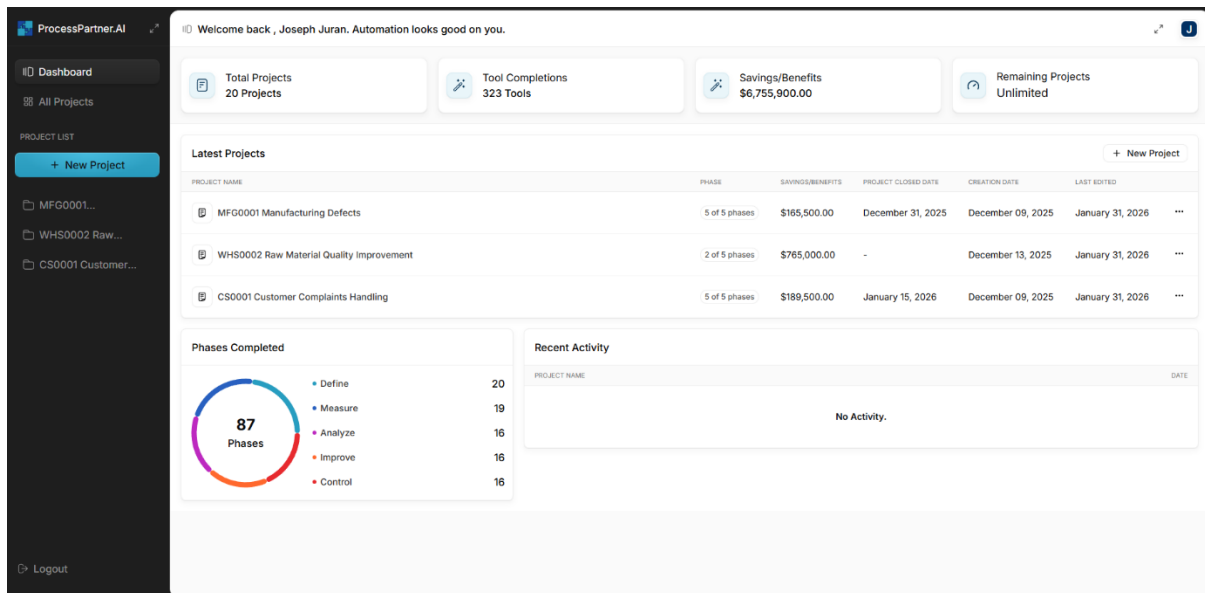 ProcessPartner.AI
Welcome back , Joseph Juran. Automation looks good on you.
J
Dashboard
All Projects
PROJECT LIST
+ New Project
MFG0001...
WHS0002 Raw...
CS0001 Customer...
Logout
Total Projects
20 Projects
Tool Completions
323 Tools
Savings/Benefits
$6,755,900.00
Remaining Projects
Unlimited
Latest Projects
+ New Project
PROJECT NAME PHASE SAVINGS/BENEFITS PROJECT CLOSED DATE CREATION DATE LAST EDITED
MFG0001 Manufacturing Defects 5 of 5 phases $165,500.00 December 31, 2025 December 09, 2025 January 31, 2026 ...
WHS0002 Raw Material Quality Improvement 2 of 5 phases $765,000.00 - December 13, 2025 January 31, 2026 ...
CS0001 Customer Complaints Handling 5 of 5 phases $189,500.00 January 15, 2026 December 09, 2025 January 31, 2026 ...
Phases Completed
87
Phases
Define 20
Measure 19
Analyze 16
Improve 16
Control 16
Recent Activity
PROJECT NAME DATE
No Activity.